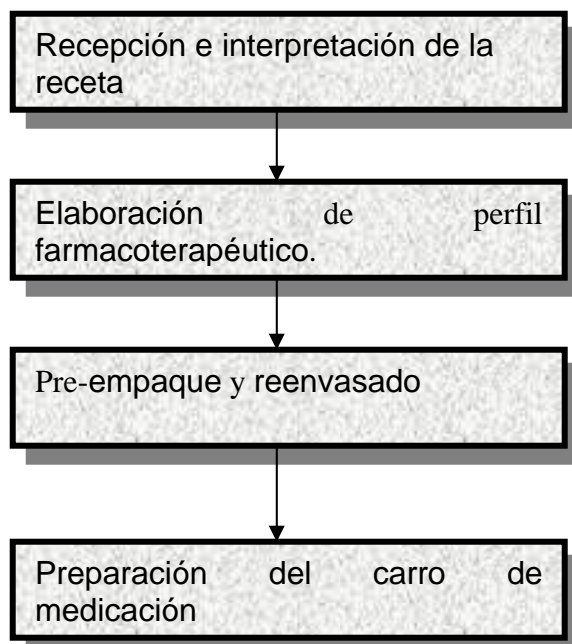 Recepción e interpretación de la
receta
Elaboración de perfil
farmacoterapéutico.
Pre-empaque y reenvasado
Preparación del carro de
medicación